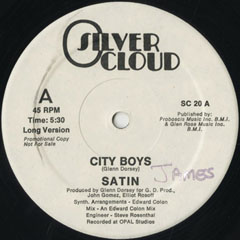 SILVER
CLOUD
A
45 RPM
Time: 5:30
Long Version
Promotional Copy
Not For Sale
SC 20 A
Published by:
Proboscis Music Inc. B.M.I.
& Glen Ross Music Inc.
B.M.I.
CITY BOYS
(Glenn Dorsey)
SATIN
JAMES
Produced by Glenn Dorsey for G. D. Prod.,
John Gomez, Elliot Rosoff
Synth. Arrangements - Edward Colon
Mix - An Edward Colon Mix
Engineer - Steve Rosenthal
Recorded at OPAL Studios